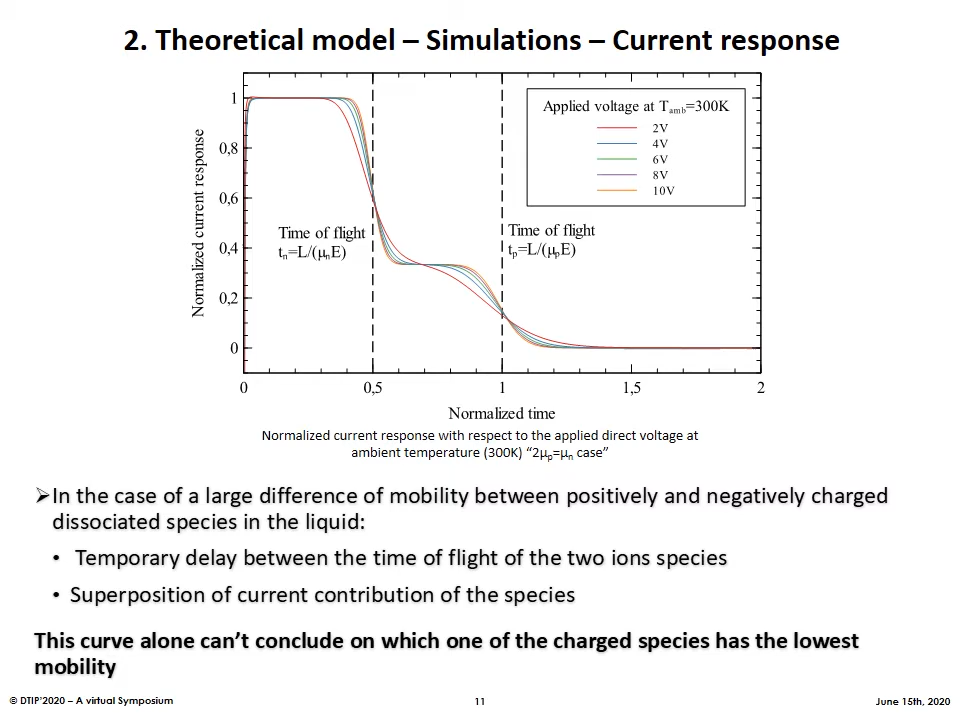 2. Theoretical model – Simulations – Current response
Normalized current response
1
0,8
0,6
0,4
0,2
0
Applied voltage at Tamb=300K
2V
4V
6V
8V
10V
Time of flight
tn=L/(μnE)
Time of flight
tp=L/(μpE)
0
0,5
1
1,5
2
Normalized time
Normalized current response with respect to the applied direct voltage at
ambient temperature (300K) “2μp=μn case”
➢In the case of a large difference of mobility between positively and negatively charged
dissociated species in the liquid:
• Temporary delay between the time of flight of the two ions species
• Superposition of current contribution of the species
This curve alone can’t conclude on which one of the charged species has the lowest
mobility
© DTIP’2020 – A virtual Symposium
11
June 15th, 2020